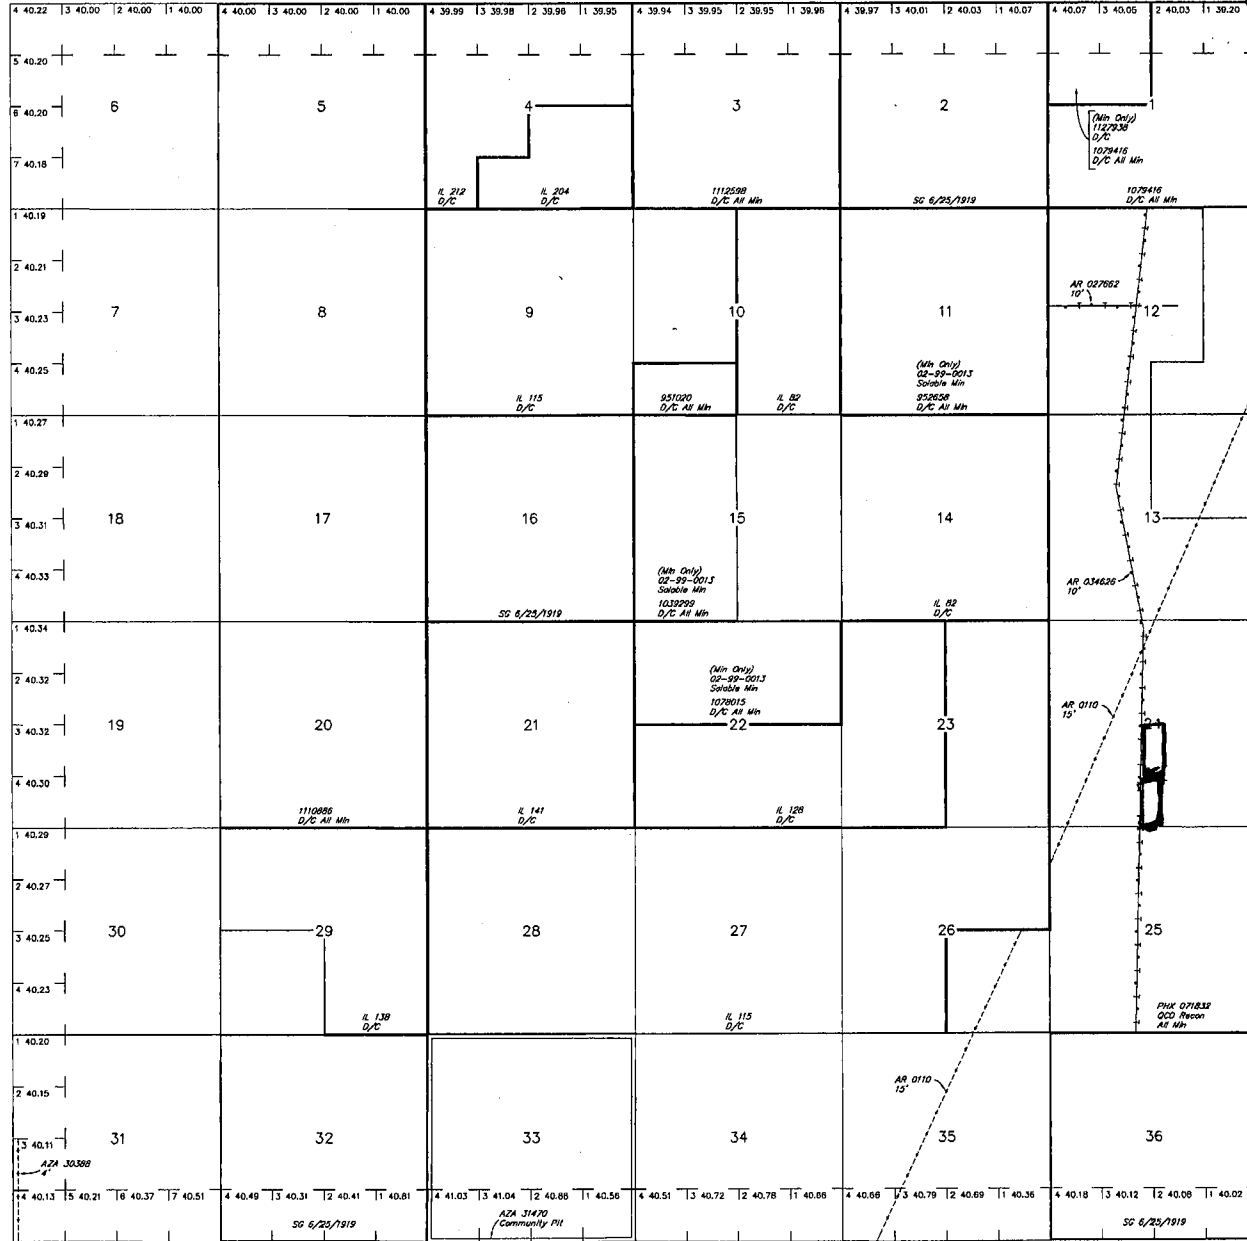 4 40.22 3 40.00 2 40.00 1 40.00 4 40.00 3 40.00 2 40.00 1 40.00 4 39.99 3 39.98 2 39.96 1 39.95 4 39.94 3 39.95 2 39.95 1 39.96 4 39.97 3 40.01 2 40.03 1 40.07 4 40.07 3 40.05 2 40.03 1 39.20
5 40.20
6 40.20 6 5 4 3 2 1
(Min Only)
1127938
D/C
1079416
D/C All Min
7 40.18
IL 212
D/C
IL 204
D/C
1112598
D/C All Min
SG 6/25/1919
1079416
D/C All Min
1 40.19
2 40.21
AR 027662
10'
3 40.23 7 8 9 10 11 12
4 40.25
(Min Only)
02-99-0013
Salable Min
IL 115
D/C
951020
D/C All Min
IL 82
D/C
952658
D/C All Min
1 40.27
2 40.29
3 40.31 18 17 16 15 14 13
4 40.33
(Min Only)
02-99-0013
Salable Min
1039299
D/C All Min
AR 034626
10'
SG 6/25/1919
IL 82
D/C
1 40.34
2 40.32
(Min Only)
02-99-0013
Salable Min
1078015
D/C All Min
AR 0110
15'
3 40.32 19 20 21 22 23
4 40.30
1110886
D/C All Min
IL 141
D/C
IL 128
D/C
1 40.29
2 40.27
3 40.25 30 29 28 27 26 25
4 40.23
IL 138
D/C
IL 115
D/C
PHX 071832
QCD Recon
All Min
1 40.20
2 40.15
AR 0110
15'
3 40.11 31 32 33 34 35 36
AZA 30388
4'
4 40.13 5 40.21 6 40.37 7 40.51 4 40.49 3 40.31 2 40.41 1 40.81 4 41.03 3 41.04 2 40.88 1 40.56 4 40.51 3 40.72 2 40.78 1 40.66 4 40.66 3 40.79 2 40.69 1 40.36 4 40.18 3 40.12 2 40.08 1 40.02
SG 6/25/1919
AZA 31470
Community Pit
SG 6/25/1919